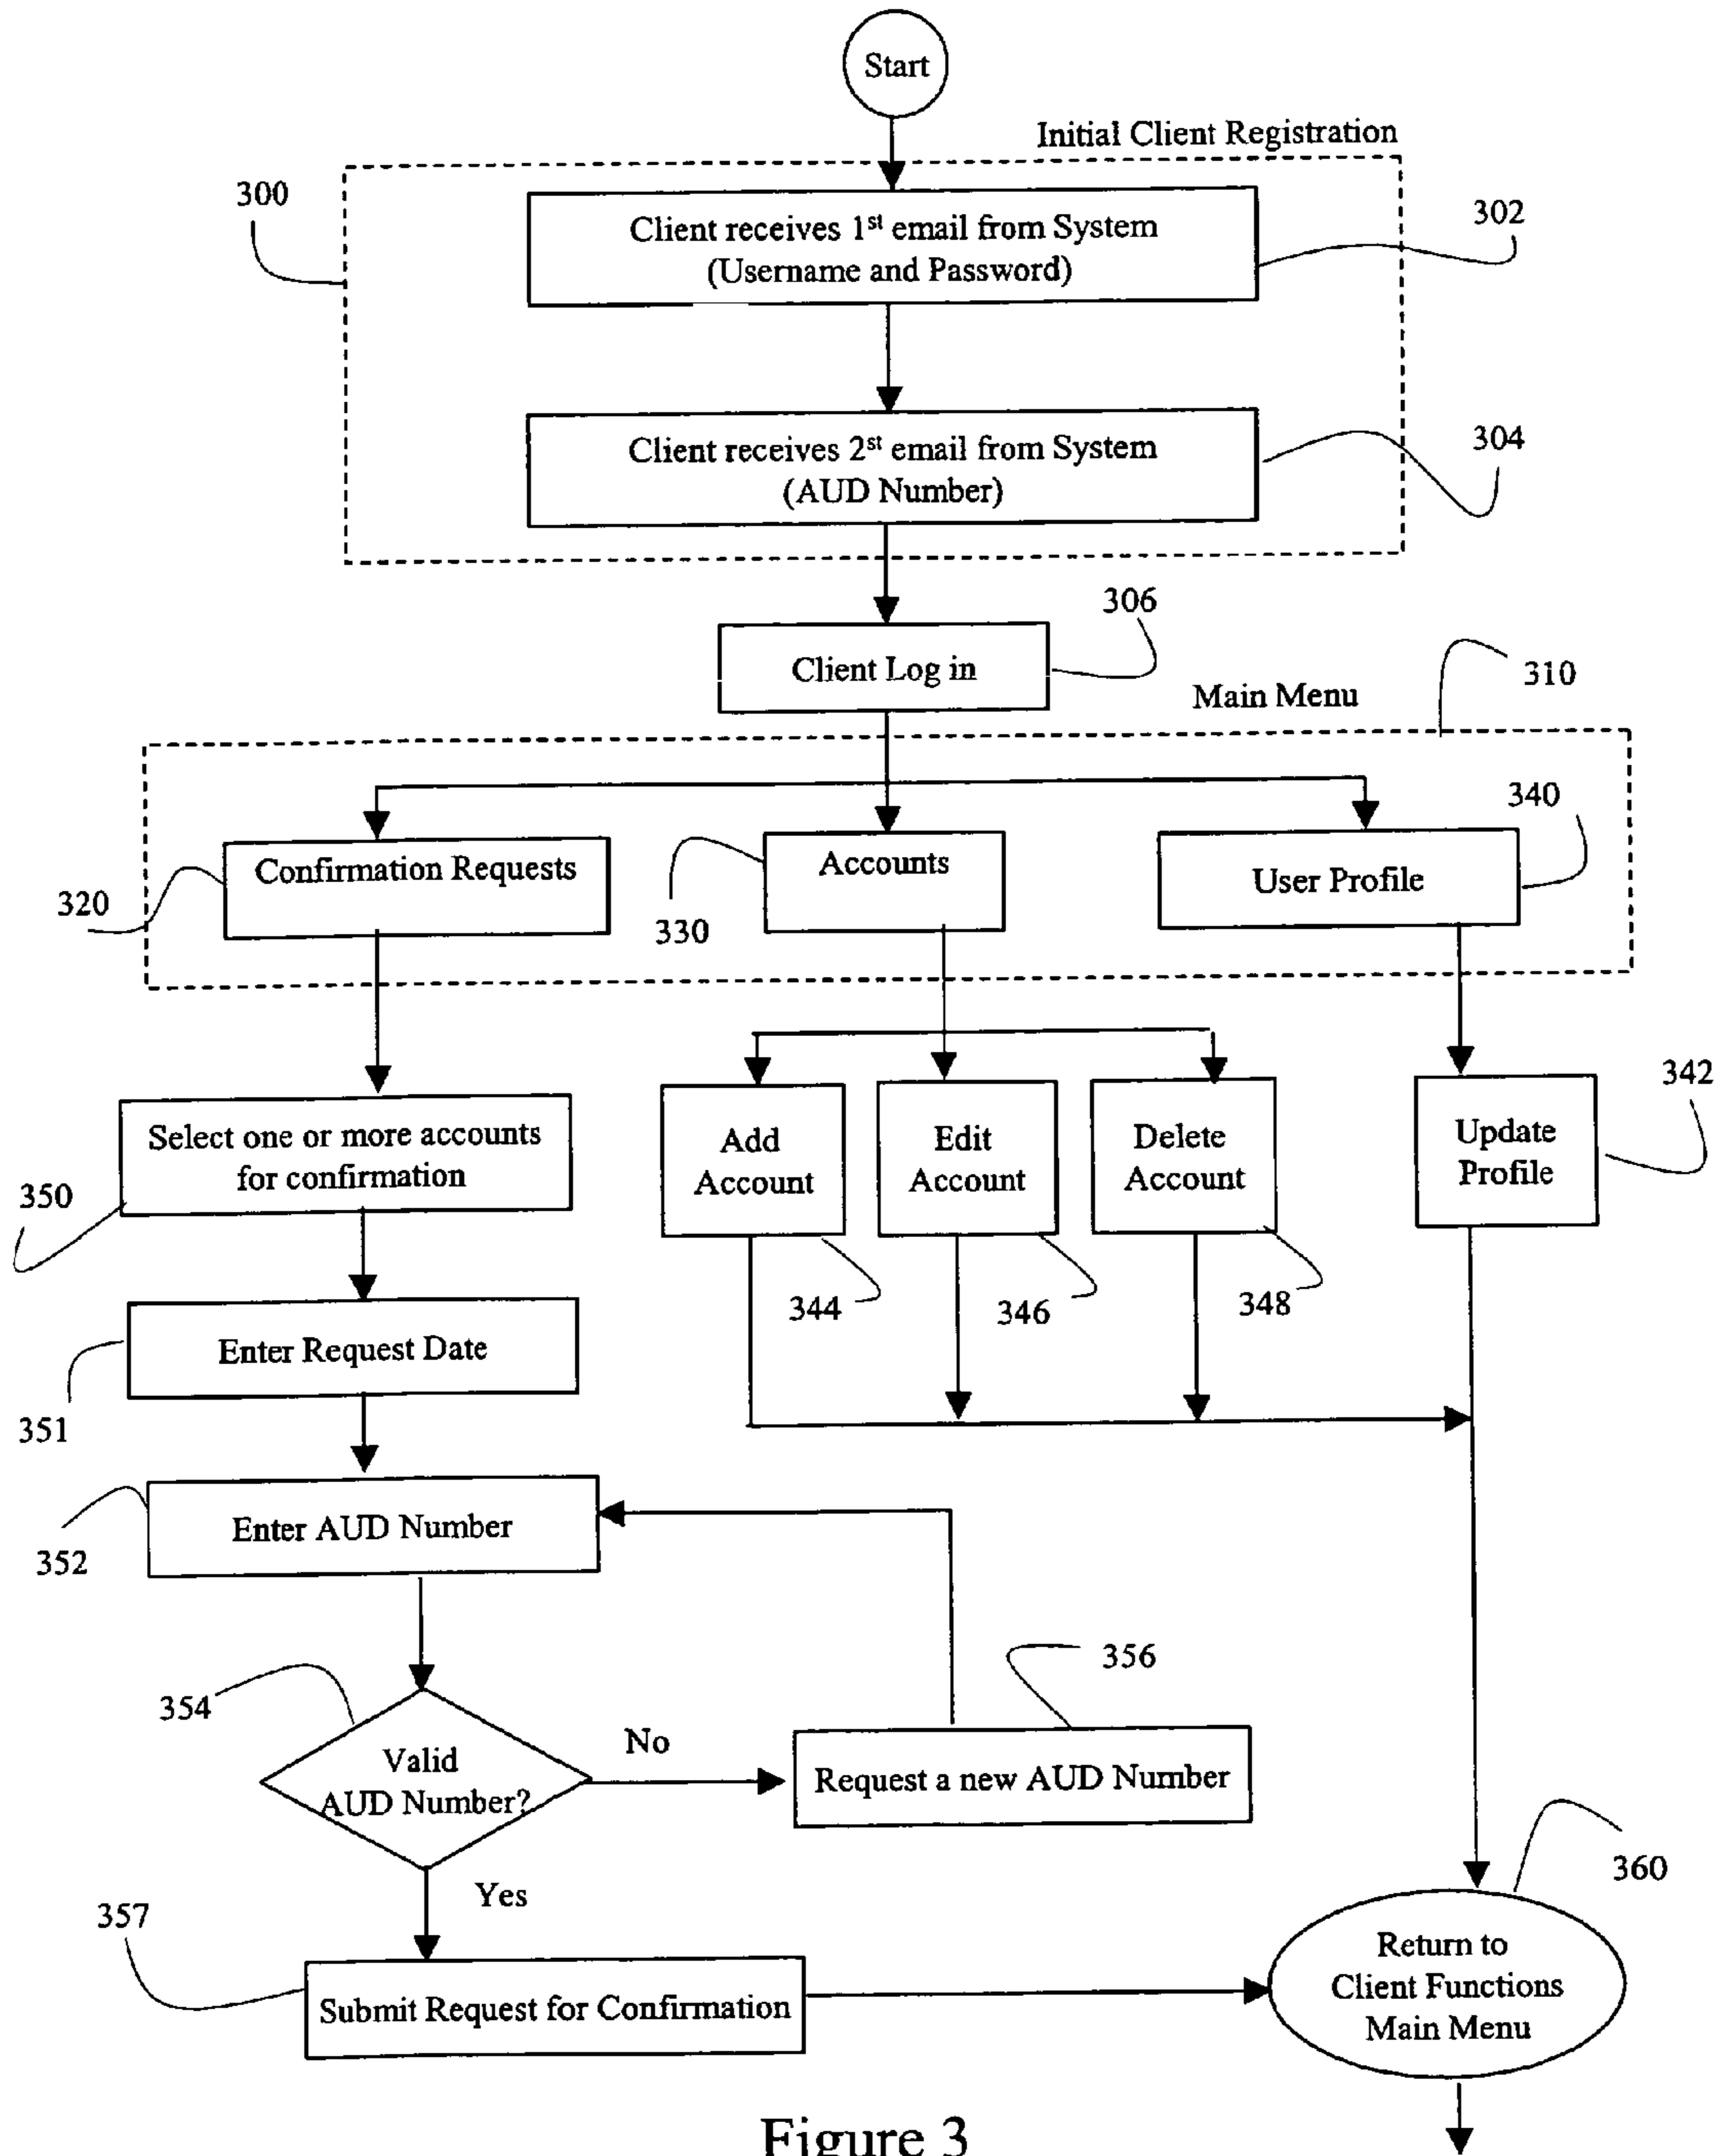 Start
Initial Client Registration
300
Client receives 1st email from System
(Username and Password)
302
Client receives 2st email from System
(AUD Number)
304
306
Client Log in
310
Main Menu
340
Confirmation Requests
Accounts
User Profile
320
330
342
Select one or more accounts
for confirmation
Add
Account
Edit
Account
Delete
Account
Update
Profile
350
344
346
348
Enter Request Date
351
Enter AUD Number
352
356
354
Valid
AUD Number?
No
Request a new AUD Number
Yes
360
357
Submit Request for Confirmation
Return to
Client Functions
Main Menu
Figure 3